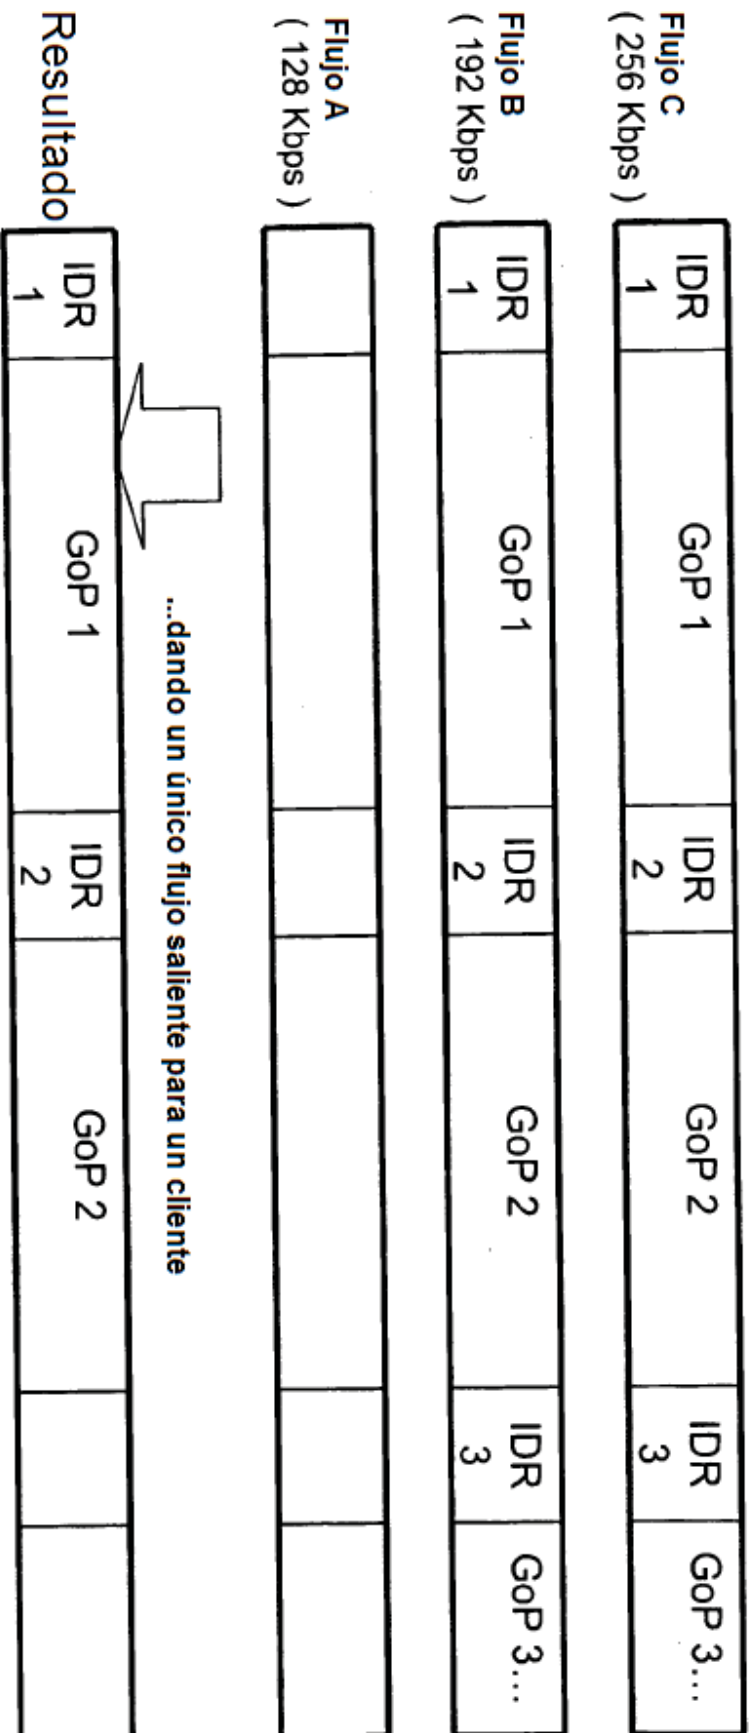 Flujo C
( 256 Kbps )
IDR
1
GoP 1
IDR
2
GoP 2
IDR
3
GoP 3...
Flujo B
( 192 Kbps )
IDR
1
GoP 1
IDR
2
GoP 2
IDR
3
GoP 3...
Flujo A
( 128 Kbps )
...dando un único flujo saliente para un cliente
Resultado
IDR
1
GoP 1
IDR
2
GoP 2